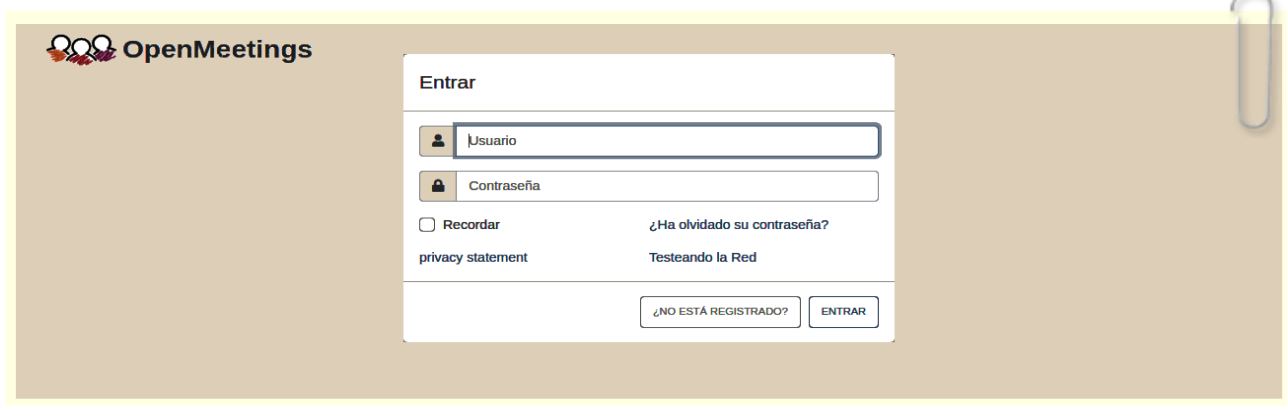 OpenMeetings
Entrar
Usuario
Contraseña
Recordar
¿Ha olvidado su contraseña?
privacy statement
Testeando la Red
¿NO ESTÁ REGISTRADO?
ENTRAR